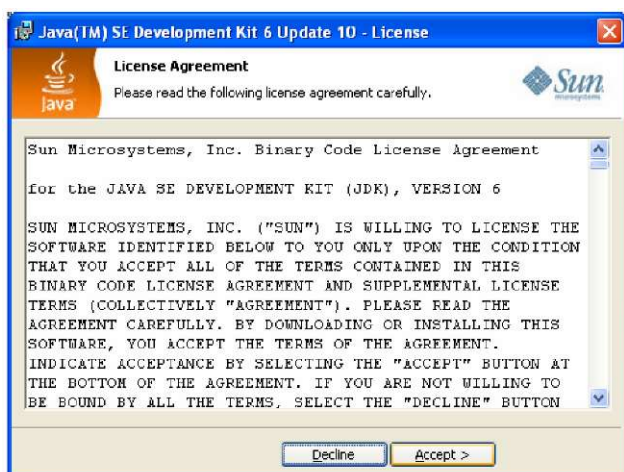 Java(TM) SE Development Kit 6 Update 10 - License
License Agreement
Please read the following license agreement carefully.
Java
Sun
microsystems
Sun Microsystems, Inc. Binary Code License Agreement
for the JAVA SE DEVELOPMENT KIT (JDK), VERSION 6
SUN MICROSYSTEMS, INC. ("SUN") IS WILLING TO LICENSE THE
SOFTWARE IDENTIFIED BELOW TO YOU ONLY UPON THE CONDITION
THAT YOU ACCEPT ALL OF THE TERMS CONTAINED IN THIS
BINARY CODE LICENSE AGREEMENT AND SUPPLEMENTAL LICENSE
TERMS (COLLECTIVELY "AGREEMENT"). PLEASE READ THE
AGREEMENT CAREFULLY. BY DOWNLOADING OR INSTALLING THIS
SOFTWARE, YOU ACCEPT THE TERMS OF THE AGREEMENT.
INDICATE ACCEPTANCE BY SELECTING THE "ACCEPT" BUTTON AT
THE BOTTOM OF THE AGREEMENT. IF YOU ARE NOT WILLING TO
BE BOUND BY ALL THE TERMS, SELECT THE "DECLINE" BUTTON
Decline
Accept >